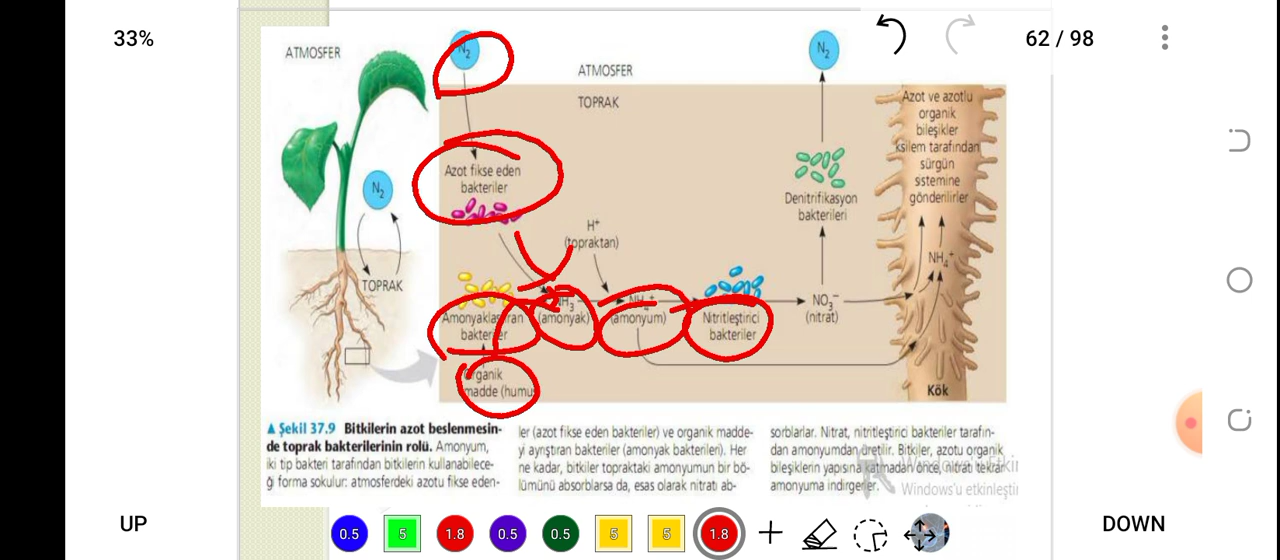 33%
62 / 98
ATMOSFER
N₂
ATMOSFER
TOPRAK
N₂
Azot fikse eden
bakteriler
H⁺
(topraktan)
N₂
TOPRAK
Amonyaklaştıran
bakteriler
NH₃
(amonyak)
NH₄⁺
(amonyum)
Nitritleştirici
bakteriler
NO₃⁻
(nitrat)
Denitrifikasyon
bakterileri
Organik
madde (humus
Azot ve azotlu
organik
bileşikler
ksilem tarafından
sürgün
sistemine
gönderilirler
NH₄⁺
Kök
▲ Şekil 37.9 Bitkilerin azot beslenmesin-
de toprak bakterilerinin rolü. Amonyum,
iki tip bakteri tarafından bitkilerin kullanabilece-
ği forma sokulur: atmosferdeki azotu fikse eden-
ler (azot fikse eden bakteriler) ve organik madde-
yi ayrıştıran bakteriler (amonyak bakterileri). Her
ne kadar, bitkiler topraktaki amonyumun bir bö-
lümünü absorblarsa da, esas olarak nitratı ab-
sorblarlar. Nitrat, nitritleştirici bakteriler tarafın-
dan amonyumdan üretilir. Bitkiler, azotu organik
bileşiklerin yapısına katmadan önce, nitratı tekrar
amonyuma indirgerler.
Windows'u Etkin
Windows'u etkinleştiri
UP
0.5
5
1.8
0.5
0.5
5
5
1.8
DOWN